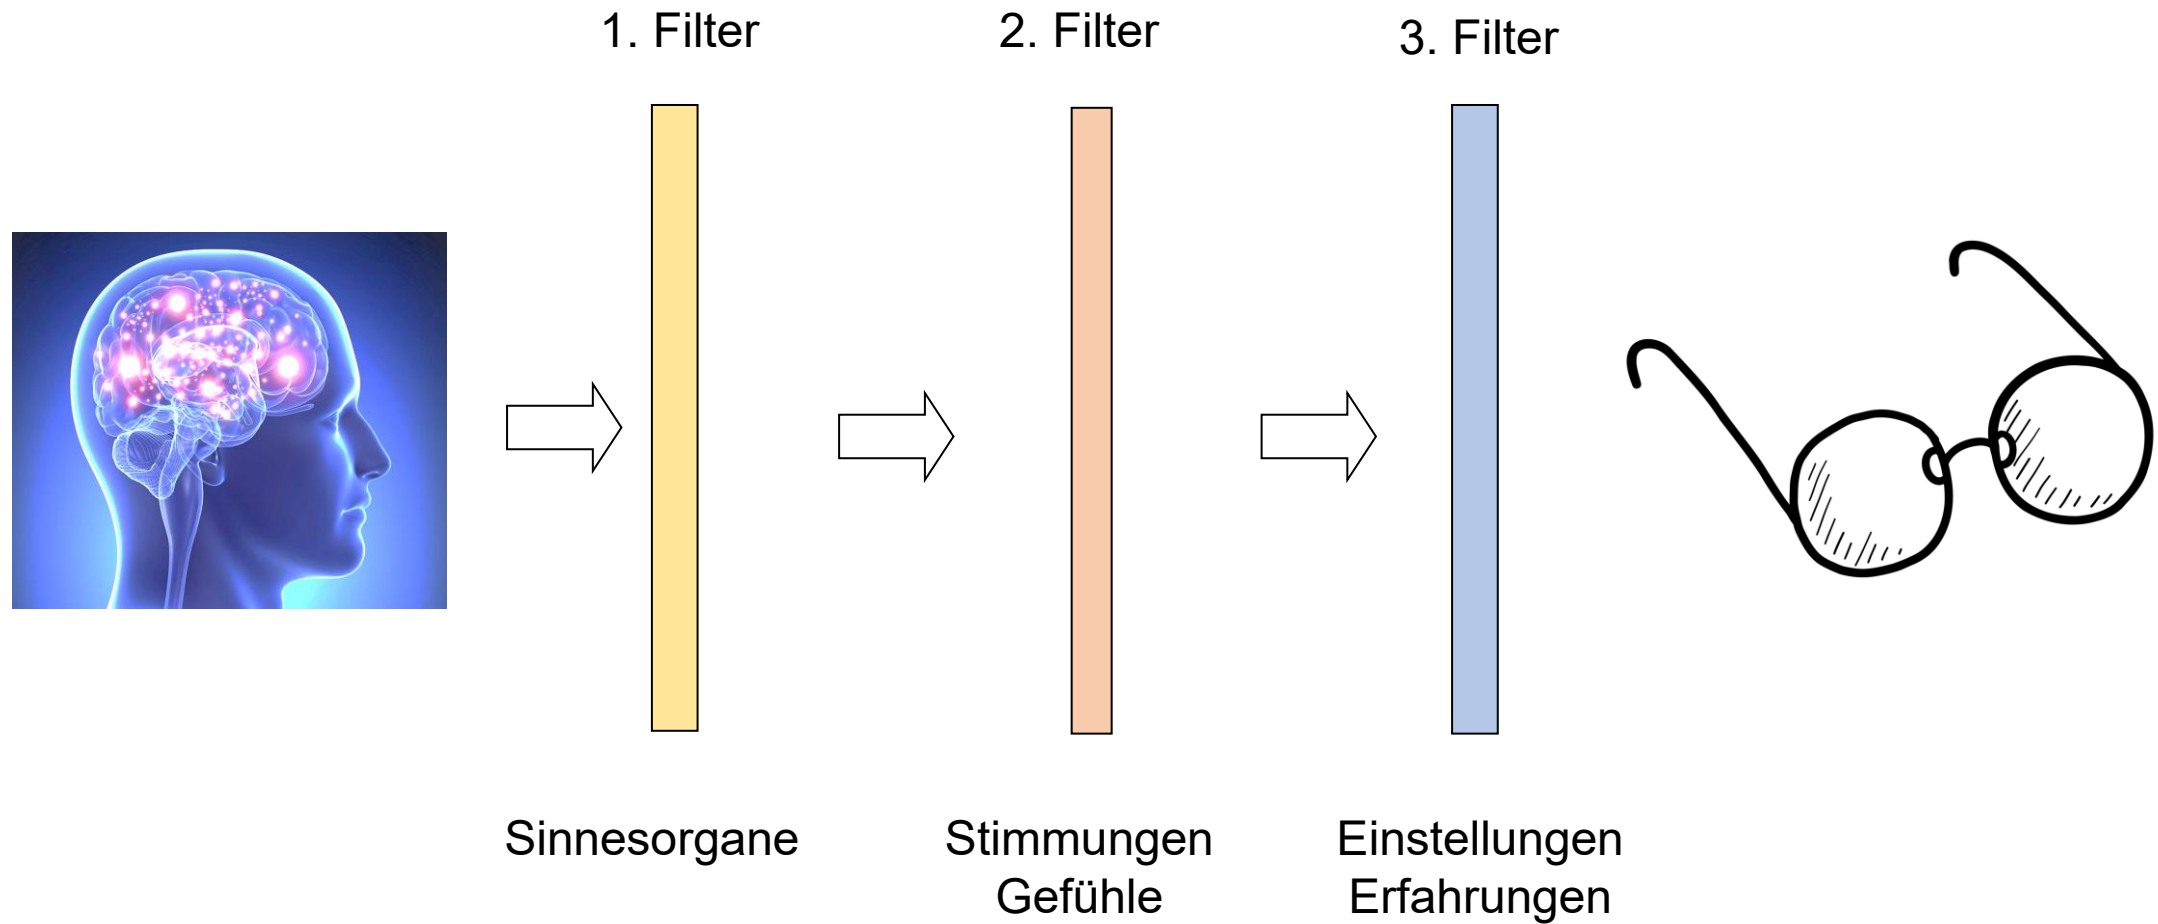 1. Filter
2. Filter
3. Filter
Sinnesorgane
Stimmungen
Gefühle
Einstellungen
Erfahrungen